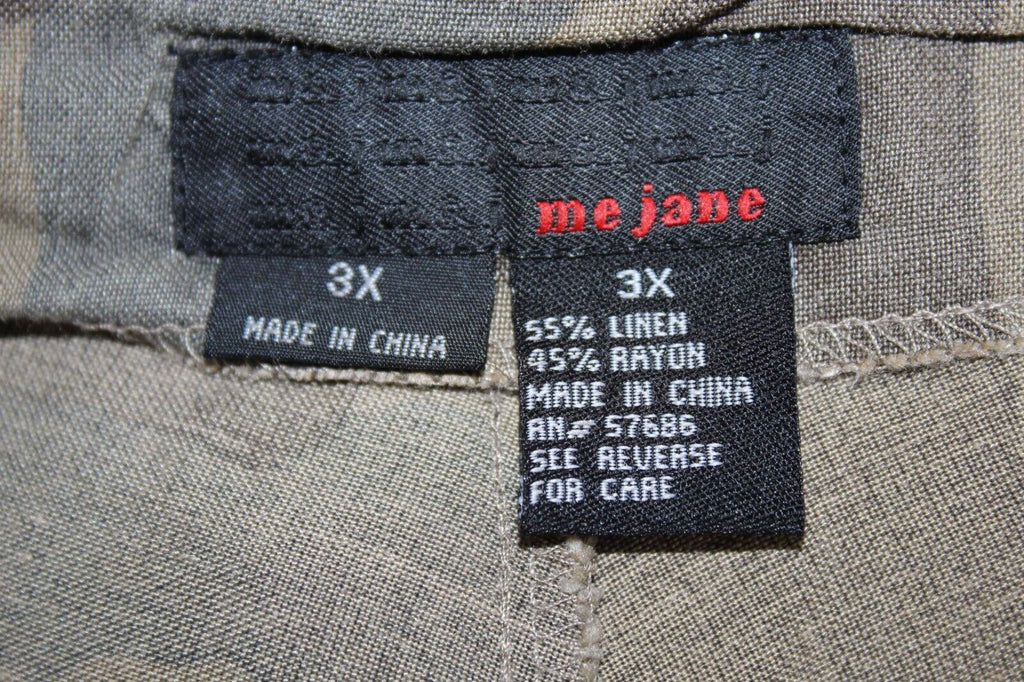 me jane
3X
MADE IN CHINA
3X
55% LINEN
45% RAYON
MADE IN CHINA
RN# 57686
SEE REVERSE
FOR CARE